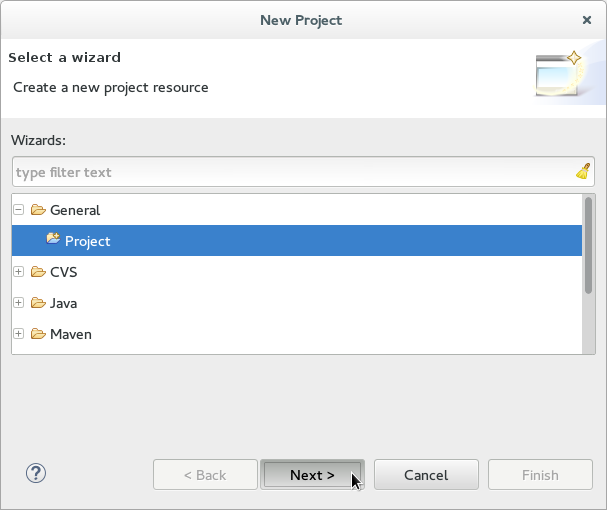 New Project
Select a wizard
Create a new project resource
Wizards:
type filter text
General
Project
CVS
Java
Maven
? < Back Next > Cancel Finish